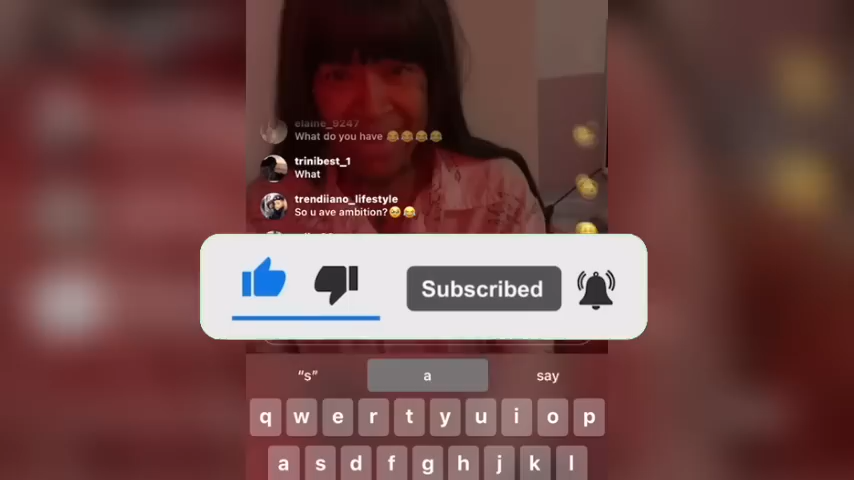 elaine_9247
What do you have 😂😂😂😂
trinibest_1
What
trendiiano_lifestyle
So u ave ambition?🥺😂
Subscribed
“s” a say
q w e r t y u i o p
a s d f g h j k l